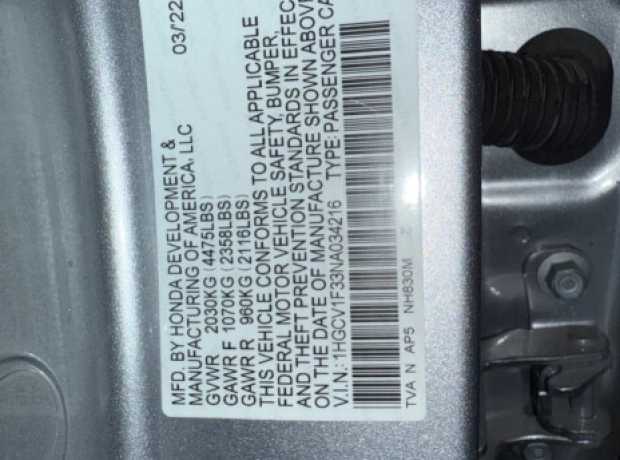 MFD. BY HONDA DEVELOPMENT &
MANUFACTURING OF AMERICA, LLC 03/22
GVWR 2030KG (4475LBS)
GAWR F 1070KG (2358LBS)
GAWR R 960KG (2116LBS)
THIS VEHICLE CONFORMS TO ALL APPLICABLE
FEDERAL MOTOR VEHICLE SAFETY, BUMPER,
AND THEFT PREVENTION STANDARDS IN EFFEC
ON THE DATE OF MANUFACTURE SHOWN ABOVE
V.I.N.: 1HGCV1F33NA034216 TYPE: PASSENGER CA
TVA N AP5 NH830M